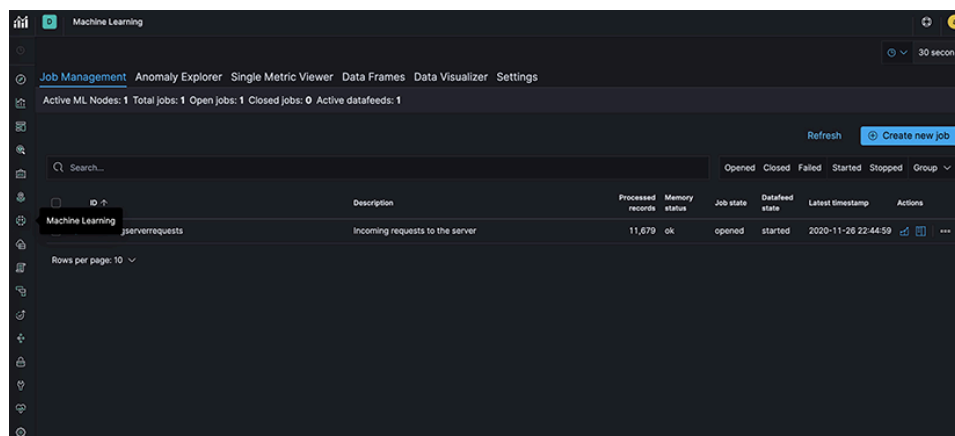 D Machine Learning
30 secon
Job Management Anomaly Explorer Single Metric Viewer Data Frames Data Visualizer Settings
Active ML Nodes: 1 Total jobs: 1 Open jobs: 1 Closed jobs: 0 Active datafeeds: 1
Refresh Create new job
Search... Opened Closed Failed Started Stopped Group
ID Description Processed records Memory status Job state Datafeed state Latest timestamp Actions
Machine Learning
gserverrequests Incoming requests to the server 11,679 ok opened started 2020-11-26 22:44:59
Rows per page: 10